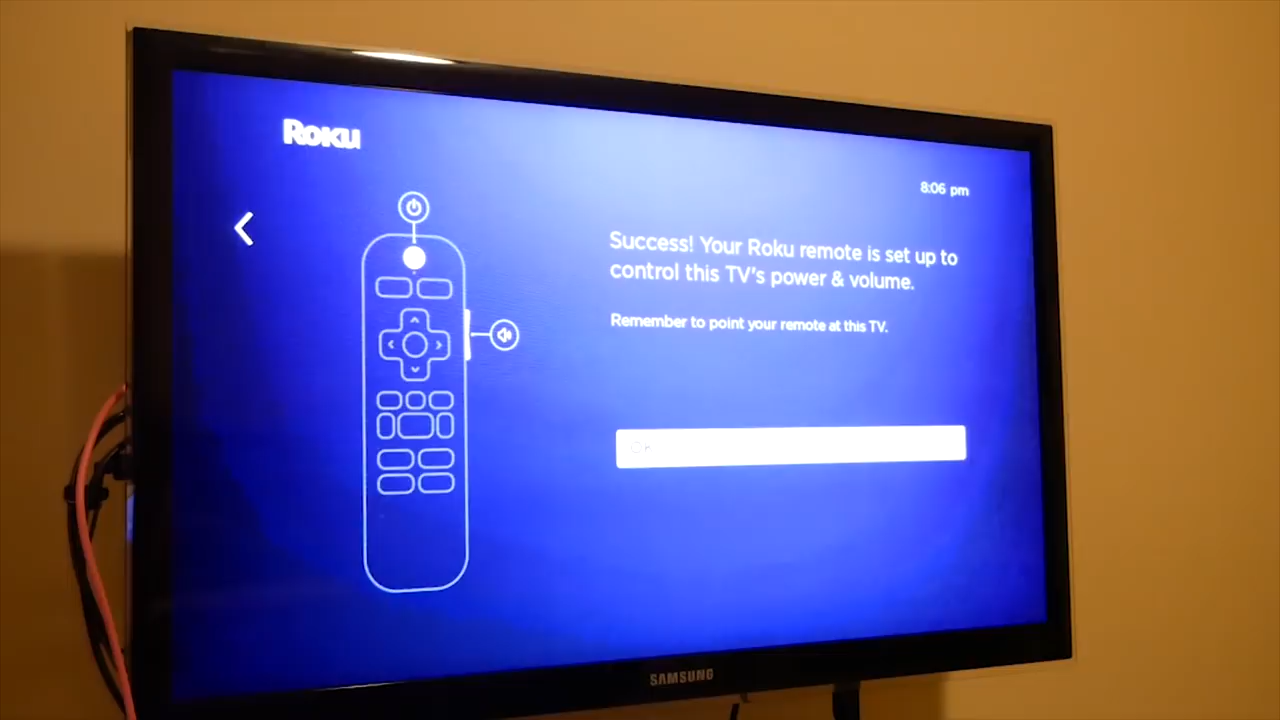 ROKU
8:06 pm
Success! Your Roku remote is set up to
control this TV's power & volume.
Remember to point your remote at this TV.
OK
SAMSUNG